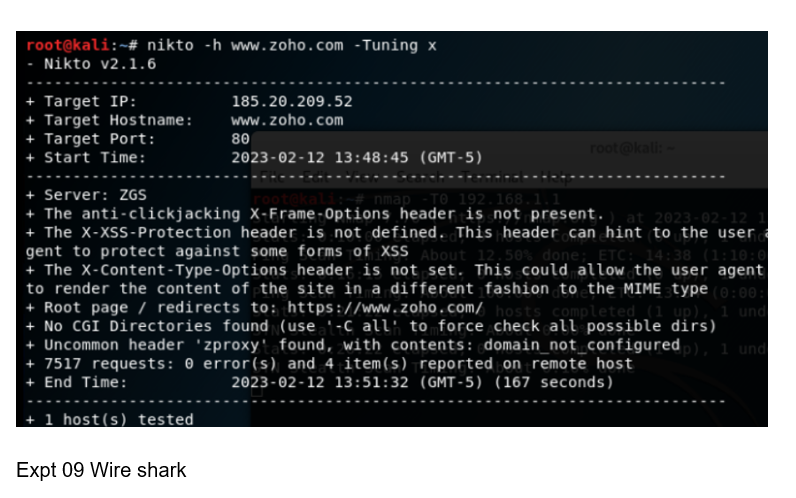 root@kali:~# nikto -h www.zoho.com -Tuning x
- Nikto v2.1.6
---------------------------------------------------------------------------
+ Target IP:          185.20.209.52
+ Target Hostname:    www.zoho.com
+ Target Port:        80
+ Start Time:         2023-02-12 13:48:45 (GMT-5)
---------------------------------------------------------------------------
+ Server: ZGS
+ The anti-clickjacking X-Frame-Options header is not present.
+ The X-XSS-Protection header is not defined. This header can hint to the user a
gent to protect against some forms of XSS
+ The X-Content-Type-Options header is not set. This could allow the user agent
to render the content of the site in a different fashion to the MIME type
+ Root page / redirects to: https://www.zoho.com/
+ No CGI Directories found (use '-C all' to force check all possible dirs)
+ Uncommon header 'zproxy' found, with contents: domain_not_configured
+ 7517 requests: 0 error(s) and 4 item(s) reported on remote host
+ End Time:           2023-02-12 13:51:32 (GMT-5) (167 seconds)
---------------------------------------------------------------------------
+ 1 host(s) tested
root@kali: ~
File Edit View Search Terminal Help
root@kali:~# nmap -T0 192.168.1.1
Expt 09 Wire shark